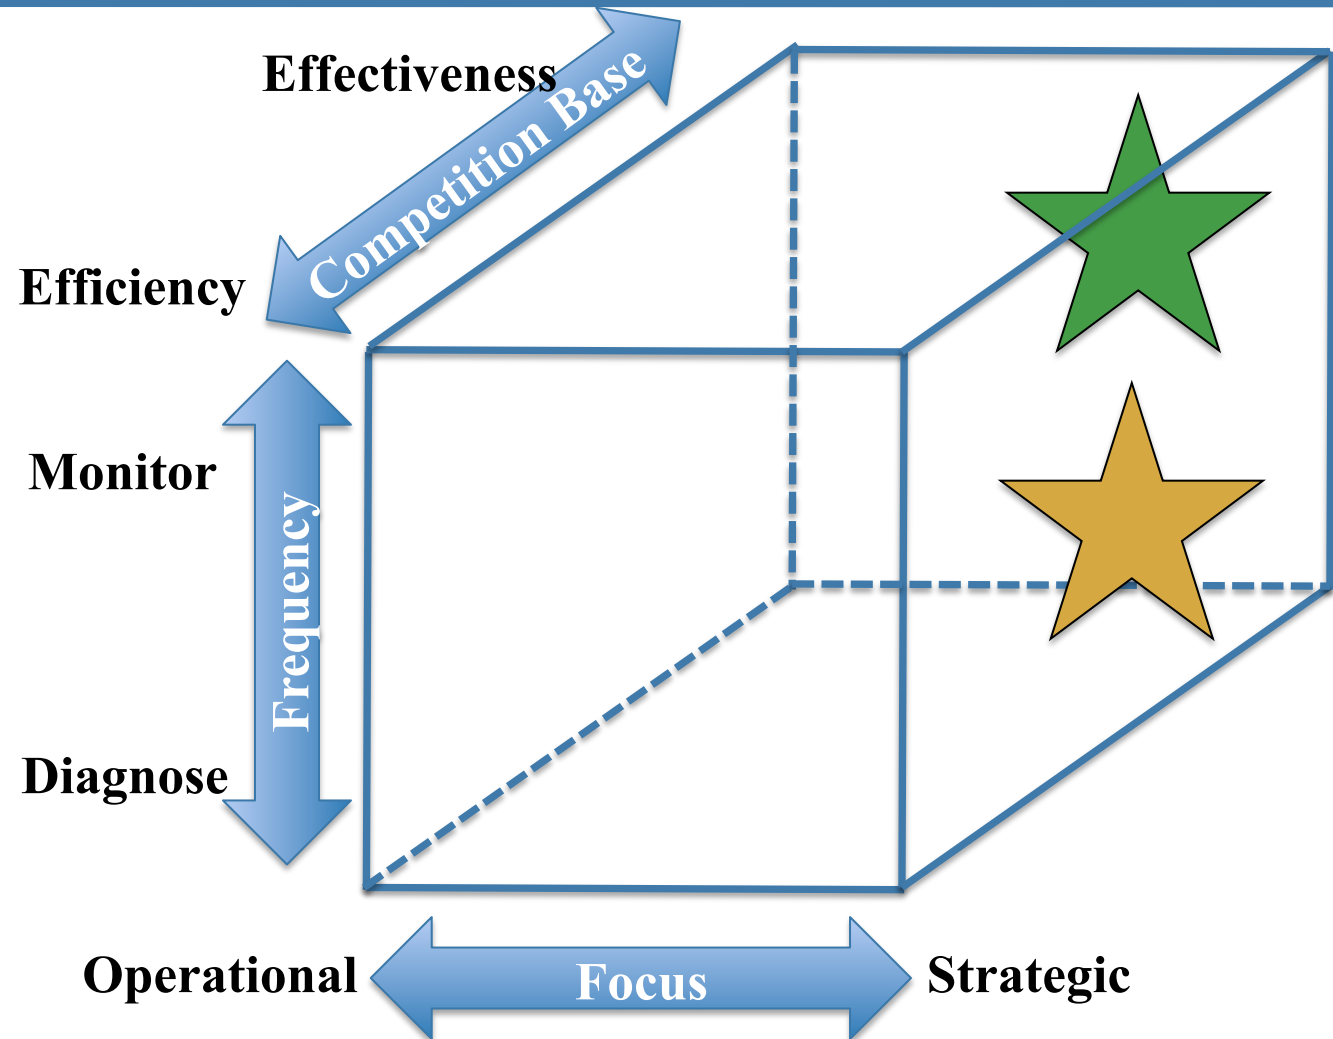 Effectiveness
Competition Base
Efficiency
Monitor
Frequency
Diagnose
Operational
Focus
Strategic